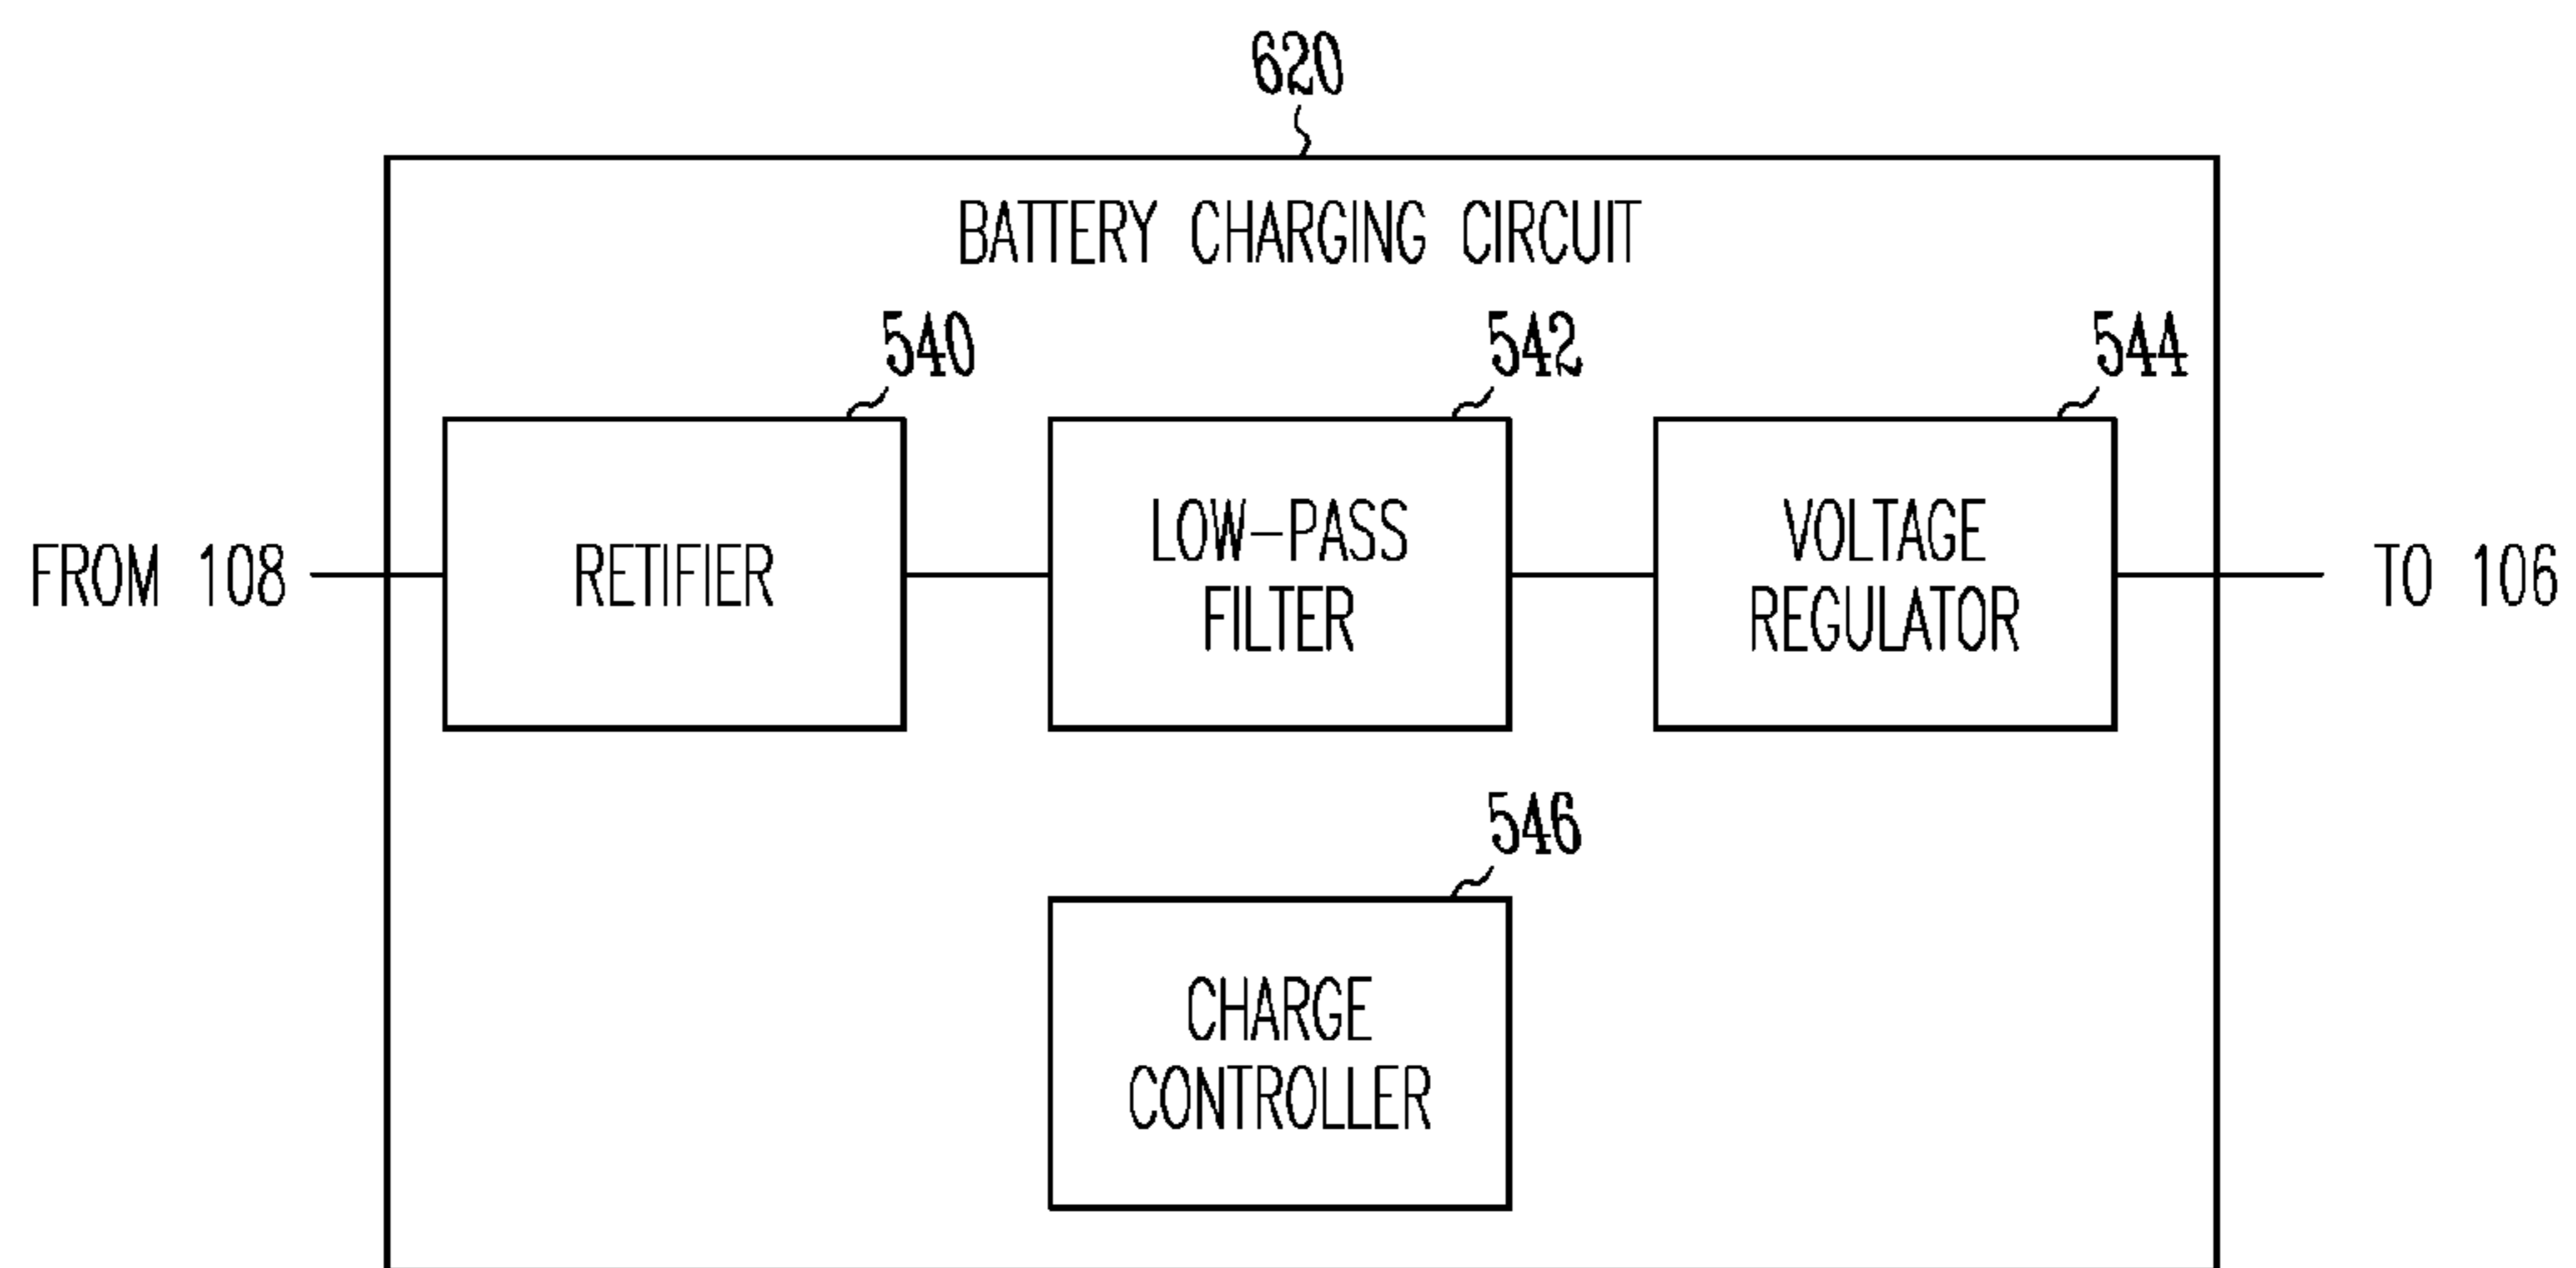 620
BATTERY CHARGING CIRCUIT
540
542
544
FROM 108
RETIFIER
LOW-PASS
FILTER
VOLTAGE
REGULATOR
TO 106
546
CHARGE
CONTROLLER